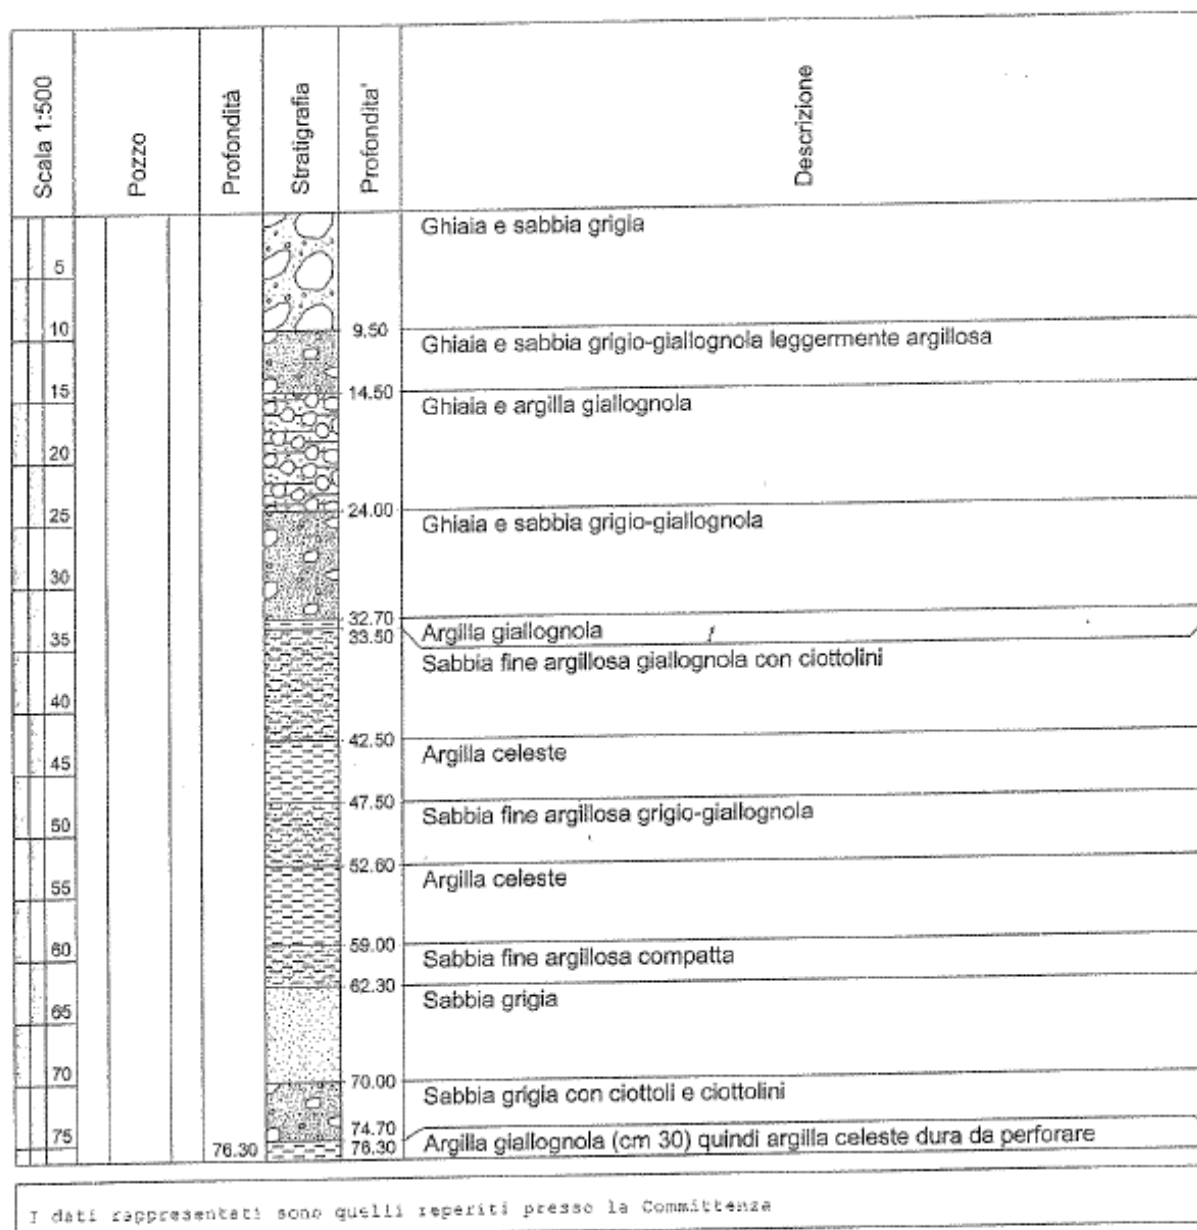 Scala 1:500
Pozzo
Profondità
Stratigrafia
Profondita'
Descrizione
Ghiaia e sabbia grigia
5
10
9.50
Ghiaia e sabbia grigio-giallognola leggermente argillosa
15
14.50
Ghiaia e argilla giallognola
20
24.00
25
Ghiaia e sabbia grigio-giallognola
30
32.70
33.50
Argilla giallognola
35
Sabbia fine argillosa giallognola con ciottolini
40
42.50
Argilla celeste
45
47.50
50
Sabbia fine argillosa grigio-giallognola
52.60
55
Argilla celeste
59.00
60
Sabbia fine argillosa compatta
62.30
65
Sabbia grigia
70
70.00
Sabbia grigia con ciottoli e ciottolini
74.70
75
76.30
76.30
Argilla giallognola (cm 30) quindi argilla celeste dura da perforare
I dati rappresentati sono quelli reperiti presso la Committenza